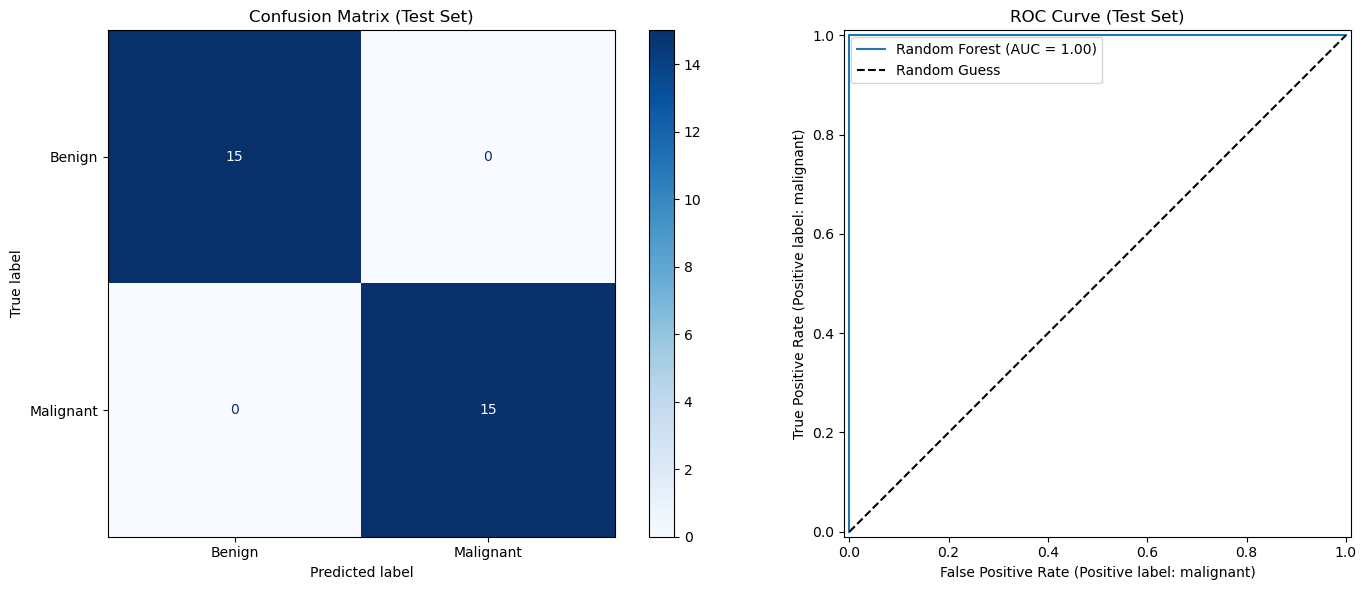 Confusion Matrix (Test Set)
True label
Benign
Malignant
15
0
0
15
Benign
Malignant
Predicted label
14
12
10
8
6
4
2
0
ROC Curve (Test Set)
Random Forest (AUC = 1.00)
Random Guess
True Positive Rate (Positive label: malignant)
1.0
0.8
0.6
0.4
0.2
0.0
0.0
0.2
0.4
0.6
0.8
1.0
False Positive Rate (Positive label: malignant)